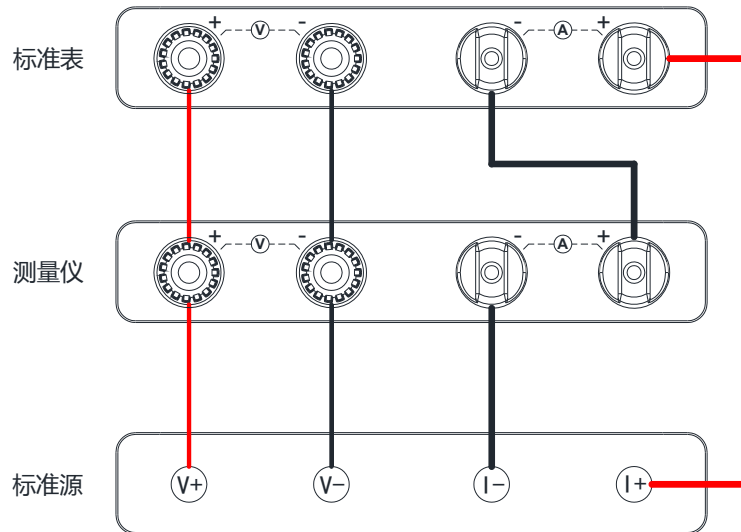 标准表 + V - - A +
测量仪 + V - - A +
标准源 V+ V- I- I+